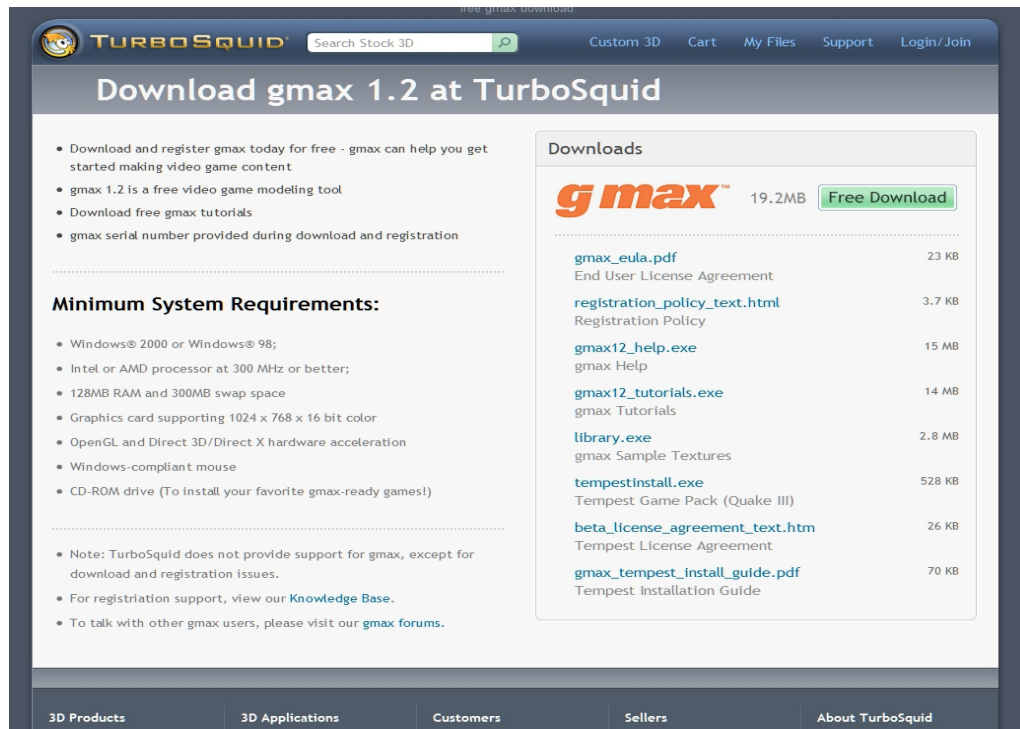 free gmax download
TURBOSQUID
Search Stock 3D
Custom 3D
Cart
My Files
Support
Login/Join
Download gmax 1.2 at TurboSquid
• Download and register gmax today for free - gmax can help you get
started making video game content
• gmax 1.2 is a free video game modeling tool
• Download free gmax tutorials
• gmax serial number provided during download and registration
Minimum System Requirements:
• Windows® 2000 or Windows® 98;
• Intel or AMD processor at 300 MHz or better;
• 128MB RAM and 300MB swap space
• Graphics card supporting 1024 x 768 x 16 bit color
• OpenGL and Direct 3D/Direct X hardware acceleration
• Windows-compliant mouse
• CD-ROM drive (To install your favorite gmax-ready games!)
• Note: TurboSquid does not provide support for gmax, except for
download and registration issues.
• For registriation support, view our Knowledge Base.
• To talk with other gmax users, please visit our gmax forums.
Downloads
gmax™ 19.2MB Free Download
gmax_eula.pdf 23 KB
End User License Agreement
registration_policy_text.html 3.7 KB
Registration Policy
gmax12_help.exe 15 MB
gmax Help
gmax12_tutorials.exe 14 MB
gmax Tutorials
library.exe 2.8 MB
gmax Sample Textures
tempestinstall.exe 528 KB
Tempest Game Pack (Quake III)
beta_license_agreement_text.htm 26 KB
Tempest License Agreement
gmax_tempest_install_guide.pdf 70 KB
Tempest Installation Guide
3D Products
3D Applications
Customers
Sellers
About TurboSquid